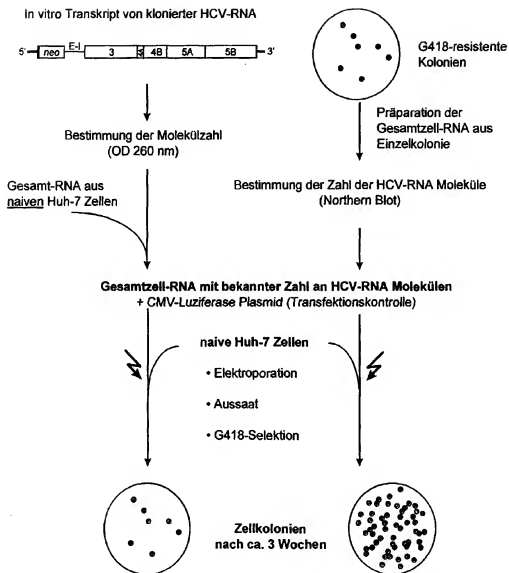 In vitro Transkript von klonierter HCV-RNA
5' neo E-I 3 4B 5A 5B 3'
G418-resistente
Kolonien
Präparation der
Gesamtzell-RNA aus
Einzelkolonie
Bestimmung der Molekülzahl
(OD 260 nm)
Gesamt-RNA aus
naiven Huh-7 Zellen
Bestimmung der Zahl der HCV-RNA Moleküle
(Northern Blot)
Gesamtzell-RNA mit bekannter Zahl an HCV-RNA Molekülen
+ CMV-Luziferase Plasmid (Transfektionskontrolle)
naive Huh-7 Zellen
• Elektroporation
• Aussaat
• G418-Selektion
Zellkolonien
nach ca. 3 Wochen